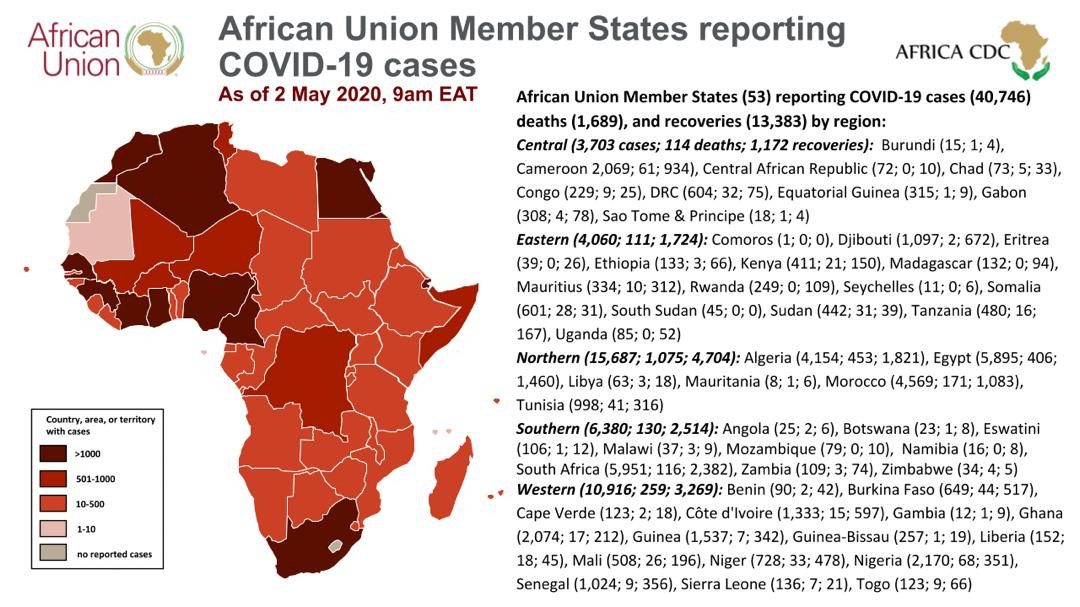 African
Union
African Union Member States reporting
COVID-19 cases
As of 2 May 2020, 9am EAT
AFRICA CDC
African Union Member States (53) reporting COVID-19 cases (40,746)
deaths (1,689), and recoveries (13,383) by region:
Central (3,703 cases; 114 deaths; 1,172 recoveries): Burundi (15; 1; 4),
Cameroon 2,069; 61; 934), Central African Republic (72; 0; 10), Chad (73; 5; 33),
Congo (229; 9; 25), DRC (604; 32; 75), Equatorial Guinea (315; 1; 9), Gabon
(308; 4; 78), Sao Tome & Principe (18; 1; 4)
Eastern (4,060; 111; 1,724): Comoros (1; 0; 0), Djibouti (1,097; 2; 672), Eritrea
(39; 0; 26), Ethiopia (133; 3; 66), Kenya (411; 21; 150), Madagascar (132; 0; 94),
Mauritius (334; 10; 312), Rwanda (249; 0; 109), Seychelles (11; 0; 6), Somalia
(601; 28; 31), South Sudan (45; 0; 0), Sudan (442; 31; 39), Tanzania (480; 16;
167), Uganda (85; 0; 52)
Northern (15,687; 1,075; 4,704): Algeria (4,154; 453; 1,821), Egypt (5,895; 406;
1,460), Libya (63; 3; 18), Mauritania (8; 1; 6), Morocco (4,569; 171; 1,083),
Tunisia (998; 41; 316)
Southern (6,380; 130; 2,514): Angola (25; 2; 6), Botswana (23; 1; 8), Eswatini
(106; 1; 12), Malawi (37; 3; 9), Mozambique (79; 0; 10), Namibia (16; 0; 8),
South Africa (5,951; 116; 2,382), Zambia (109; 3; 74), Zimbabwe (34; 4; 5)
Western (10,916; 259; 3,269): Benin (90; 2; 42), Burkina Faso (649; 44; 517),
Cape Verde (123; 2; 18), Côte d'Ivoire (1,333; 15; 597), Gambia (12; 1; 9), Ghana
(2,074; 17; 212), Guinea (1,537; 7; 342), Guinea-Bissau (257; 1; 19), Liberia (152;
18; 45), Mali (508; 26; 196), Niger (728; 33; 478), Nigeria (2,170; 68; 351),
Senegal (1,024; 9; 356), Sierra Leone (136; 7; 21), Togo (123; 9; 66)
Country, area, or territory
with cases
>1000
501-1000
10-500
1-10
no reported cases